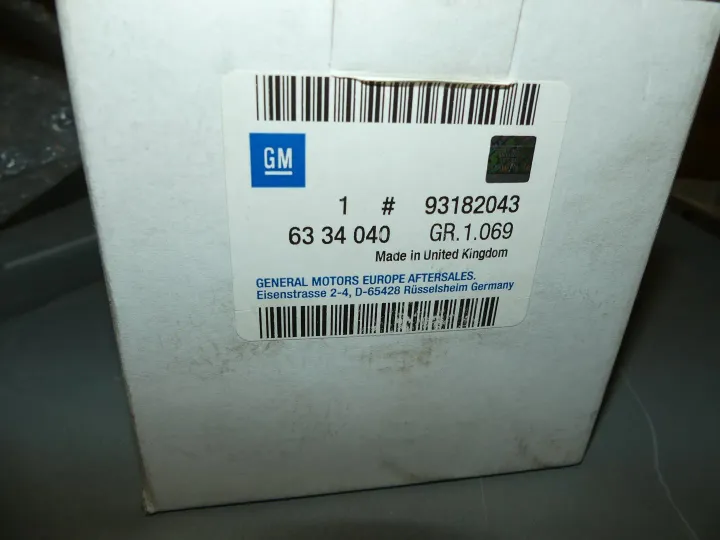 GM
1 # 93182043
63 34 040 GR.1.069
Made in United Kingdom
GENERAL MOTORS EUROPE AFTERSALES.
Eisenstrasse 2-4, D-65428 Rüsselsheim Germany